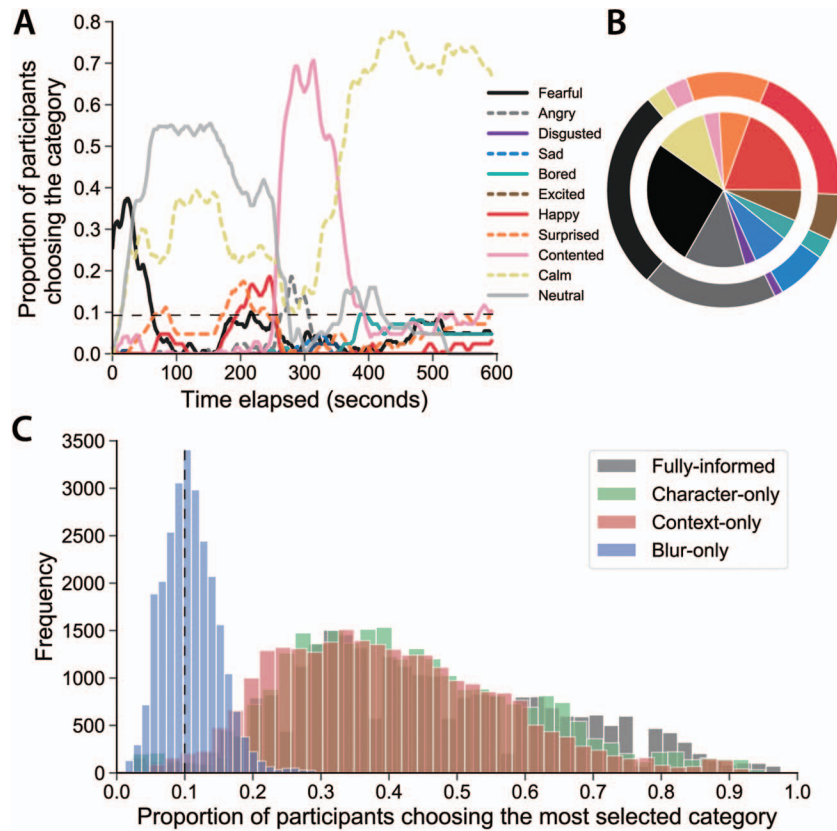 A
B
Proportion of participants
choosing the category
0.8
0.7
0.6
0.5
0.4
0.3
0.2
0.1
0.0
0
100
200
300
400
500
600
Time elapsed (seconds)
Fearful
Angry
Disgusted
Sad
Bored
Excited
Happy
Surprised
Contented
Calm
Neutral
C
Frequency
3500
3000
2500
2000
1500
1000
500
0
0.0
0.1
0.2
0.3
0.4
0.5
0.6
0.7
0.8
0.9
1.0
Proportion of participants choosing the most selected category
Fully-informed
Character-only
Context-only
Blur-only